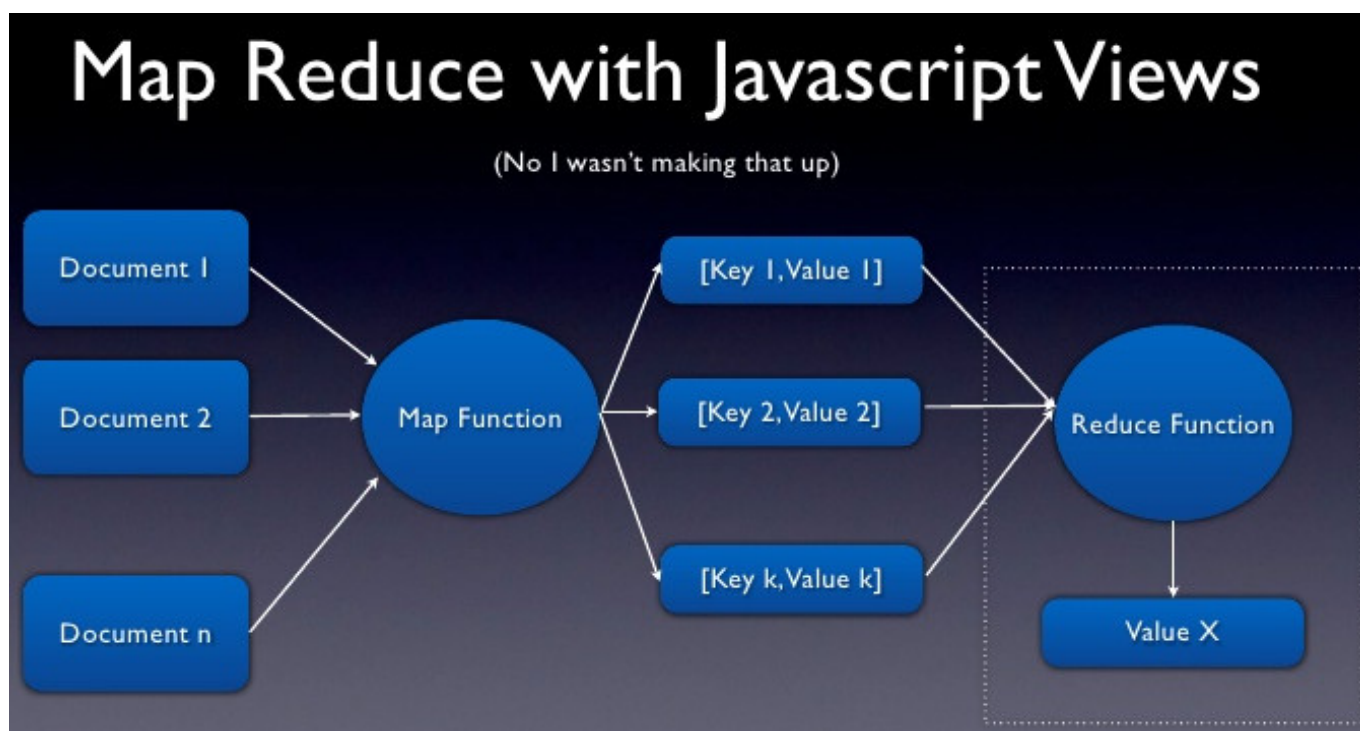 Map Reduce with Javascript Views
(No I wasn't making that up)
Document 1
Document 2
Document n
Map Function
[Key 1, Value 1]
[Key 2, Value 2]
[Key k, Value k]
Reduce Function
Value X